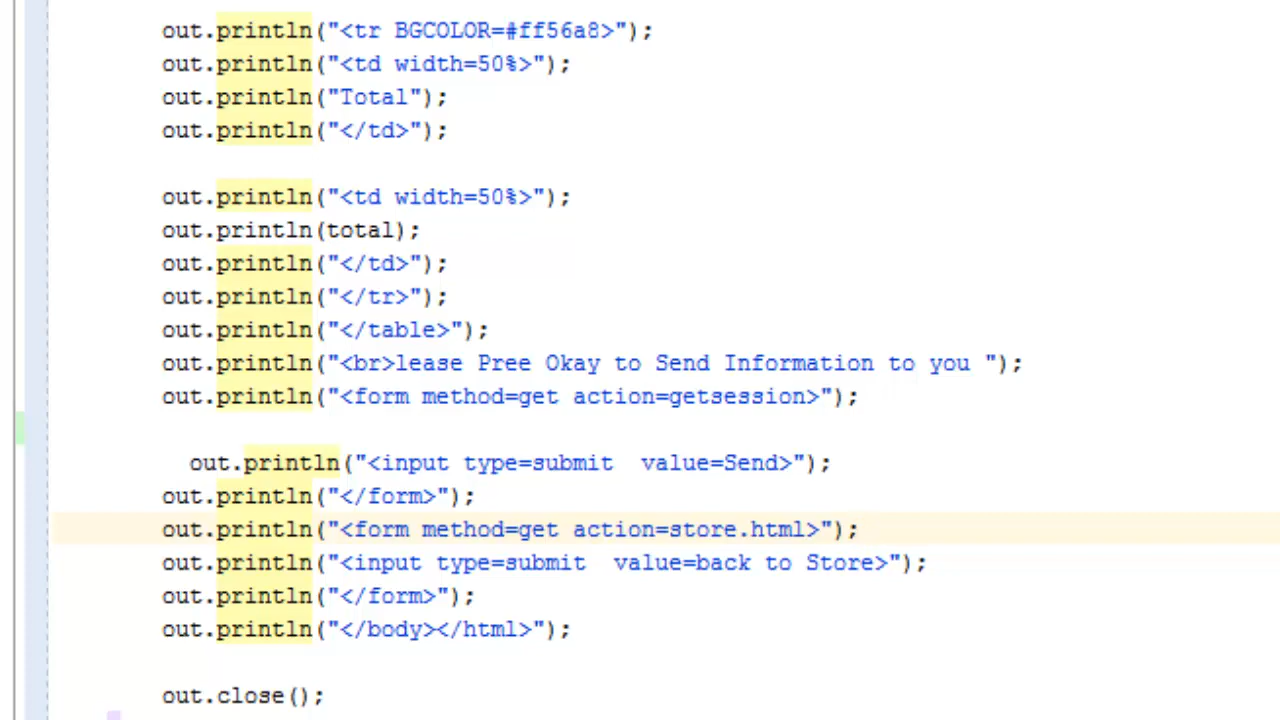 out.println("<tr BGCOLOR=#ff56a8>");
out.println("<td width=50%>");
out.println("Total");
out.println("</td>");
out.println("<td width=50%>");
out.println(total);
out.println("</td>");
out.println("</tr>");
out.println("</table>");
out.println("<br>lease Pree Okay to Send Information to you ");
out.println("<form method=get action=getsession>");
out.println("<input type=submit  value=Send>");
out.println("</form>");
out.println("<form method=get action=store.html>");
out.println("<input type=submit  value=back to Store>");
out.println("</form>");
out.println("</body></html>");
out.close();